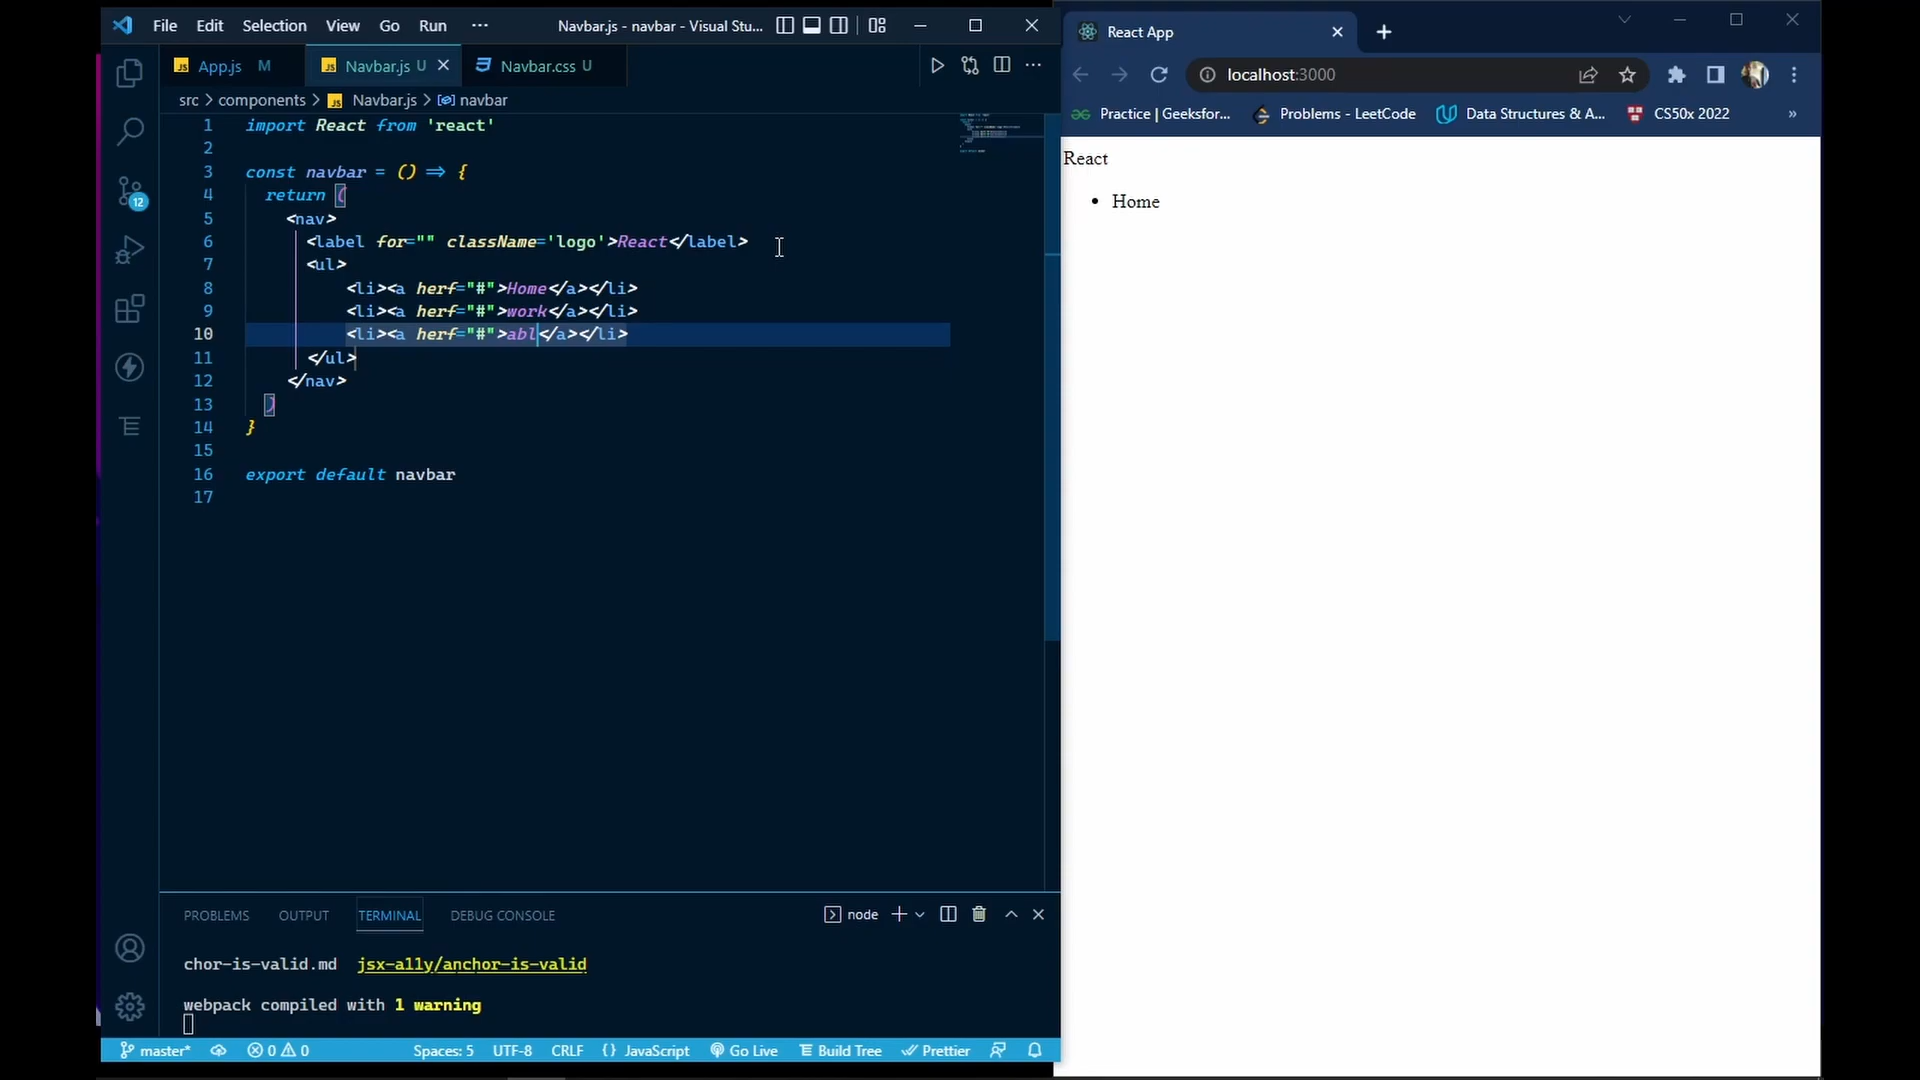 File Edit Selection View Go Run ··· Navbar.js - navbar - Visual Stu...
App.js M Navbar.js U Navbar.css U
src > components > Navbar.js > navbar
1 import React from 'react'
2
3 const navbar = () => {
4 return (
5 <nav>
6 <label for="" className='logo'>React</label>
7 <ul>
8 <li><a herf="#">Home</a></li>
9 <li><a herf="#">work</a></li>
10 <li><a herf="#">abl</a></li>
11 </ul>
12 </nav>
13 )
14 }
15
16 export default navbar
17
12
PROBLEMS OUTPUT TERMINAL DEBUG CONSOLE node
chor-is-valid.md jsx-a11y/anchor-is-valid
webpack compiled with 1 warning
master* 0 0 Spaces: 5 UTF-8 CRLF {} JavaScript Go Live Build Tree Prettier
React App
localhost:3000
Practice | Geeksfor... Problems - LeetCode Data Structures & A... CS50x 2022 »
React
• Home